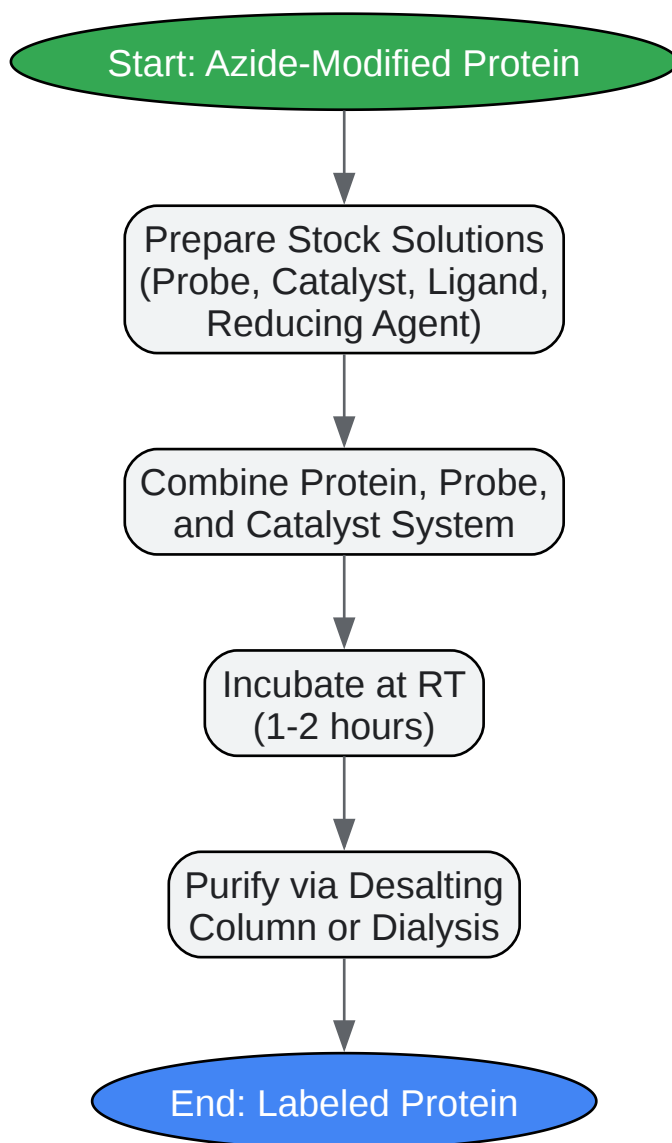 Start: Azide-Modified Protein
Prepare Stock Solutions
(Probe, Catalyst, Ligand,
Reducing Agent)
Combine Protein, Probe,
and Catalyst System
Incubate at RT
(1-2 hours)
Purify via Desalting
Column or Dialysis
End: Labeled Protein